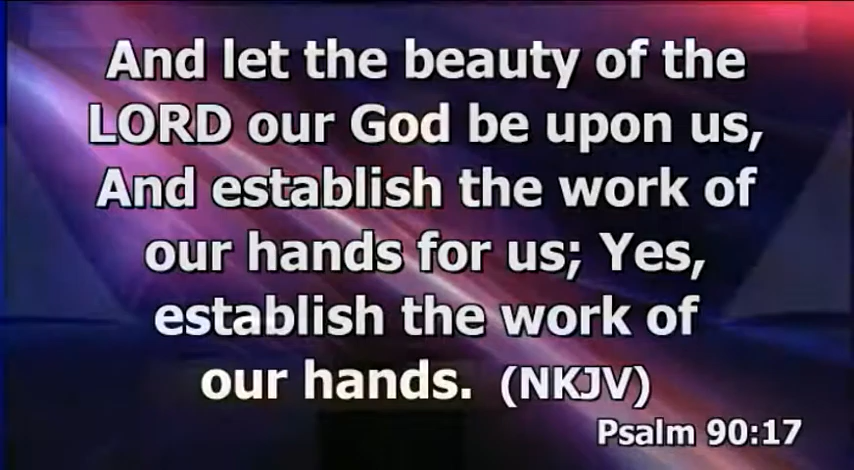 And let the beauty of the
LORD our God be upon us,
And establish the work of
our hands for us; Yes,
establish the work of
our hands. (NKJV)
Psalm 90:17